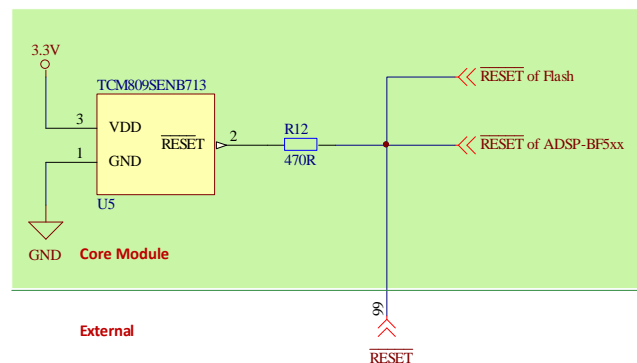 3.3V
TCM809SENB713
3
VDD
RESET
2
1
GND
U5
R12
470R
RESET of Flash
RESET of ADSP-BF5xx
GND
Core Module
99
External
RESET